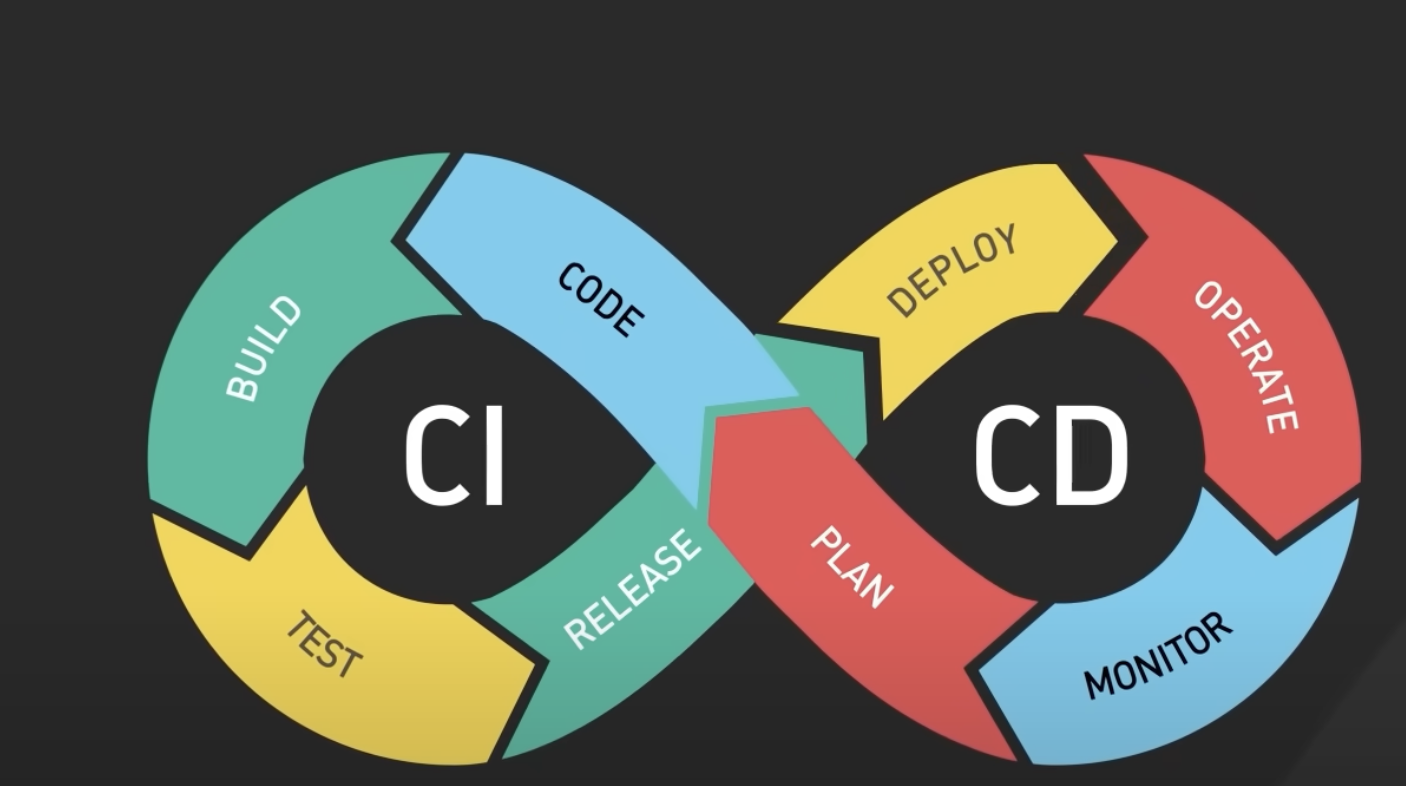 CODE
DEPLOY
BUILD
OPERATE
CI
CD
RELEASE
PLAN
TEST
MONITOR